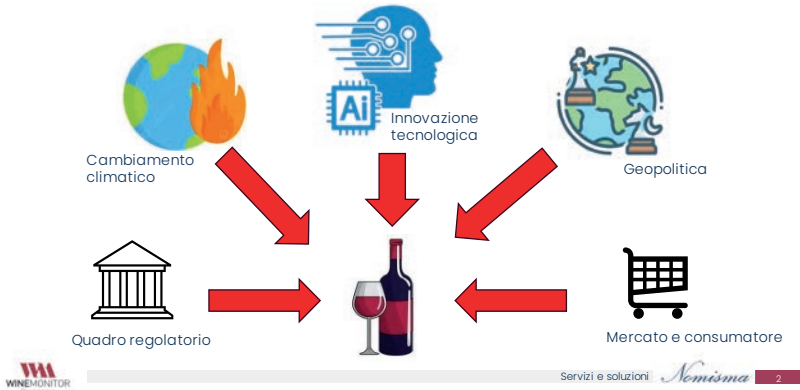 Ai
Innovazione
tecnologica
Cambiamento
climatico
Geopolitica
Quadro regolatorio
Mercato e consumatore
WINEMONITOR
Servizi e soluzioni
Nomisma
2